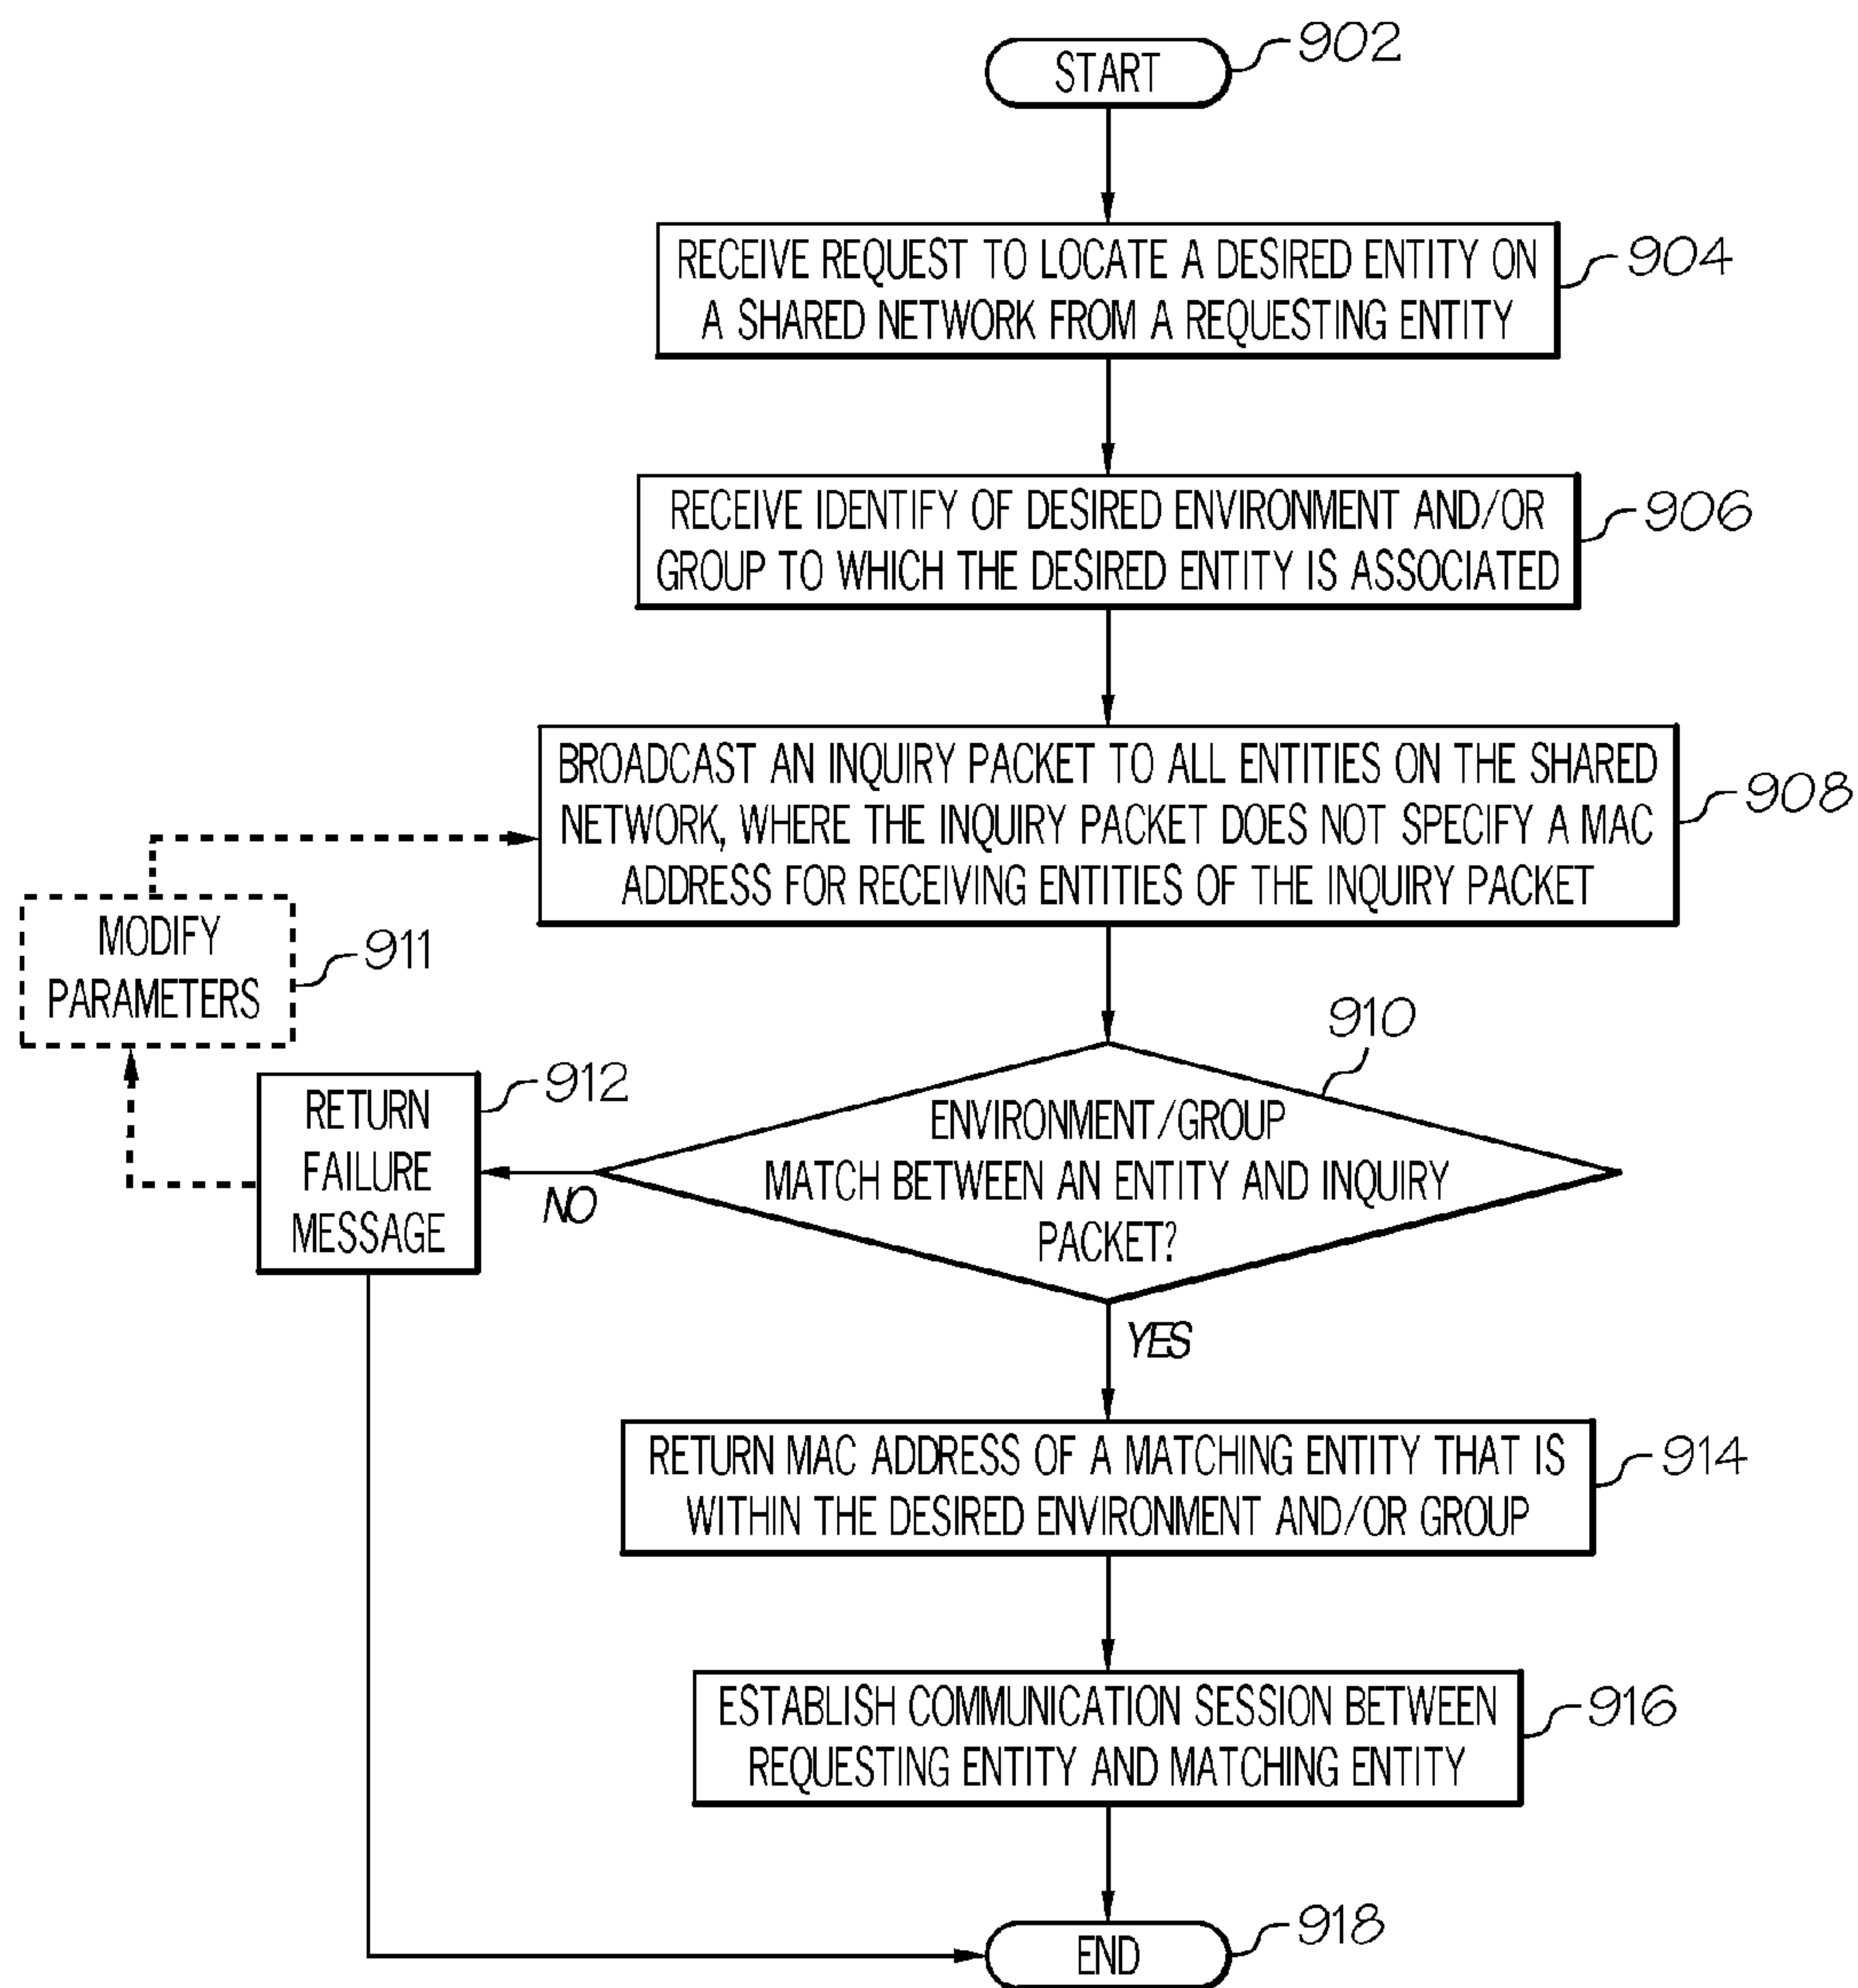 START
902
RECEIVE REQUEST TO LOCATE A DESIRED ENTITY ON
A SHARED NETWORK FROM A REQUESTING ENTITY
904
RECEIVE IDENTIFY OF DESIRED ENVIRONMENT AND/OR
GROUP TO WHICH THE DESIRED ENTITY IS ASSOCIATED
906
BROADCAST AN INQUIRY PACKET TO ALL ENTITIES ON THE SHARED
NETWORK, WHERE THE INQUIRY PACKET DOES NOT SPECIFY A MAC
ADDRESS FOR RECEIVING ENTITIES OF THE INQUIRY PACKET
908
MODIFY
PARAMETERS
911
910
ENVIRONMENT/GROUP
MATCH BETWEEN AN ENTITY AND INQUIRY
PACKET?
NO
RETURN
FAILURE
MESSAGE
912
YES
RETURN MAC ADDRESS OF A MATCHING ENTITY THAT IS
WITHIN THE DESIRED ENVIRONMENT AND/OR GROUP
914
ESTABLISH COMMUNICATION SESSION BETWEEN
REQUESTING ENTITY AND MATCHING ENTITY
916
END
918